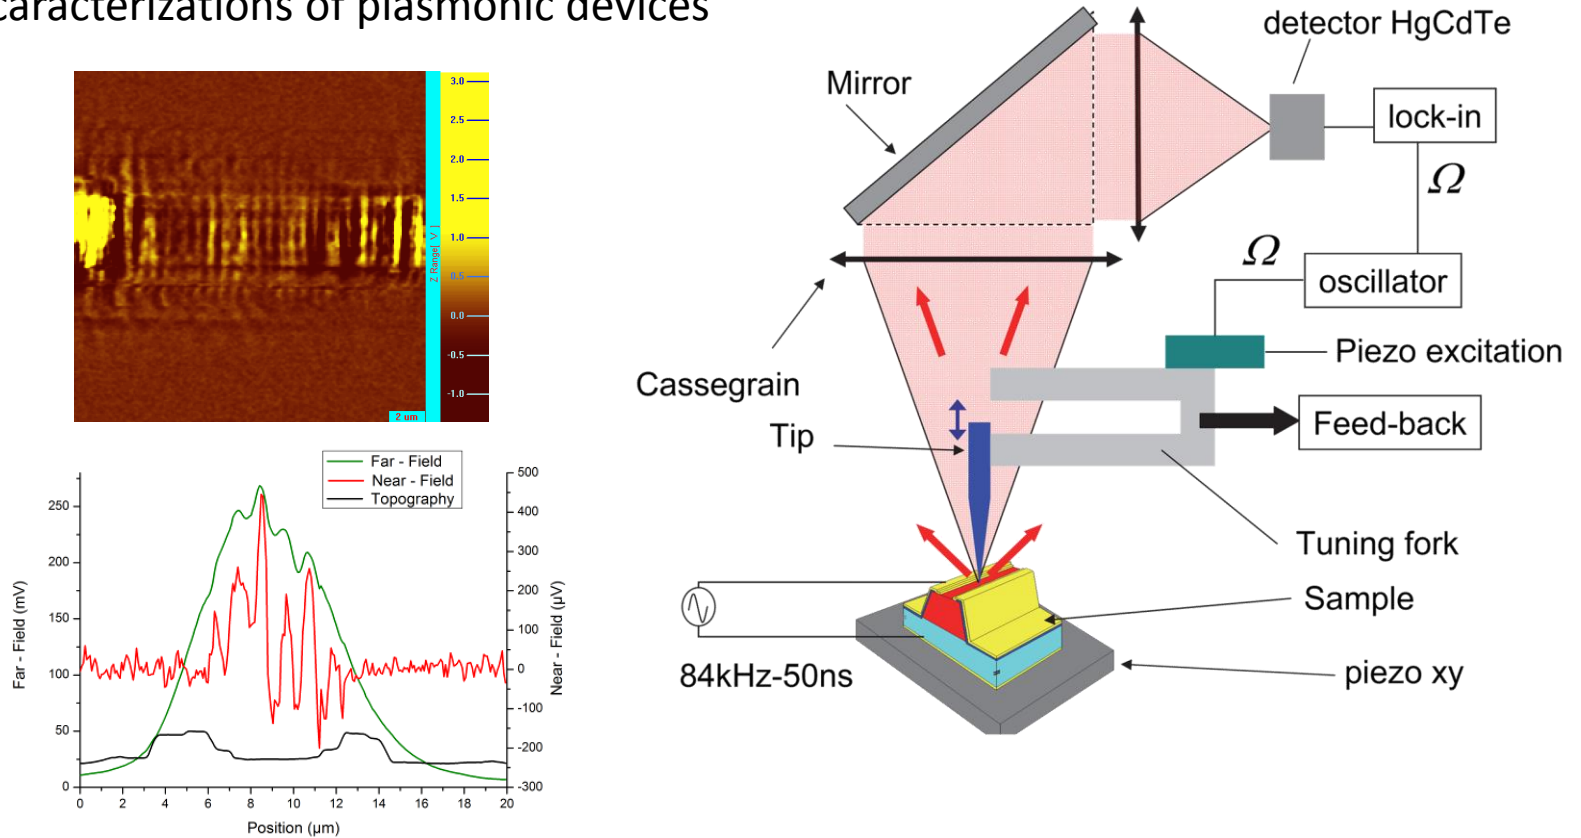 caracterizations of plasmonic devices
3.0
2.5
2.0
1.5
1.0
0.5
0.0
-0.5
-1.0
Z Range[ V ]
2 um
Far - Field
Near - Field
Topography
Far - Field (mV)
250
200
150
100
50
0
500
400
300
200
100
0
-100
-200
-300
Near - Field (µV)
0 2 4 6 8 10 12 14 16 18 20
Position (µm)
detector HgCdTe
Mirror
lock-in
Ω
Ω
oscillator
Piezo excitation
Cassegrain
Feed-back
Tip
Tuning fork
Sample
84kHz-50ns
piezo xy